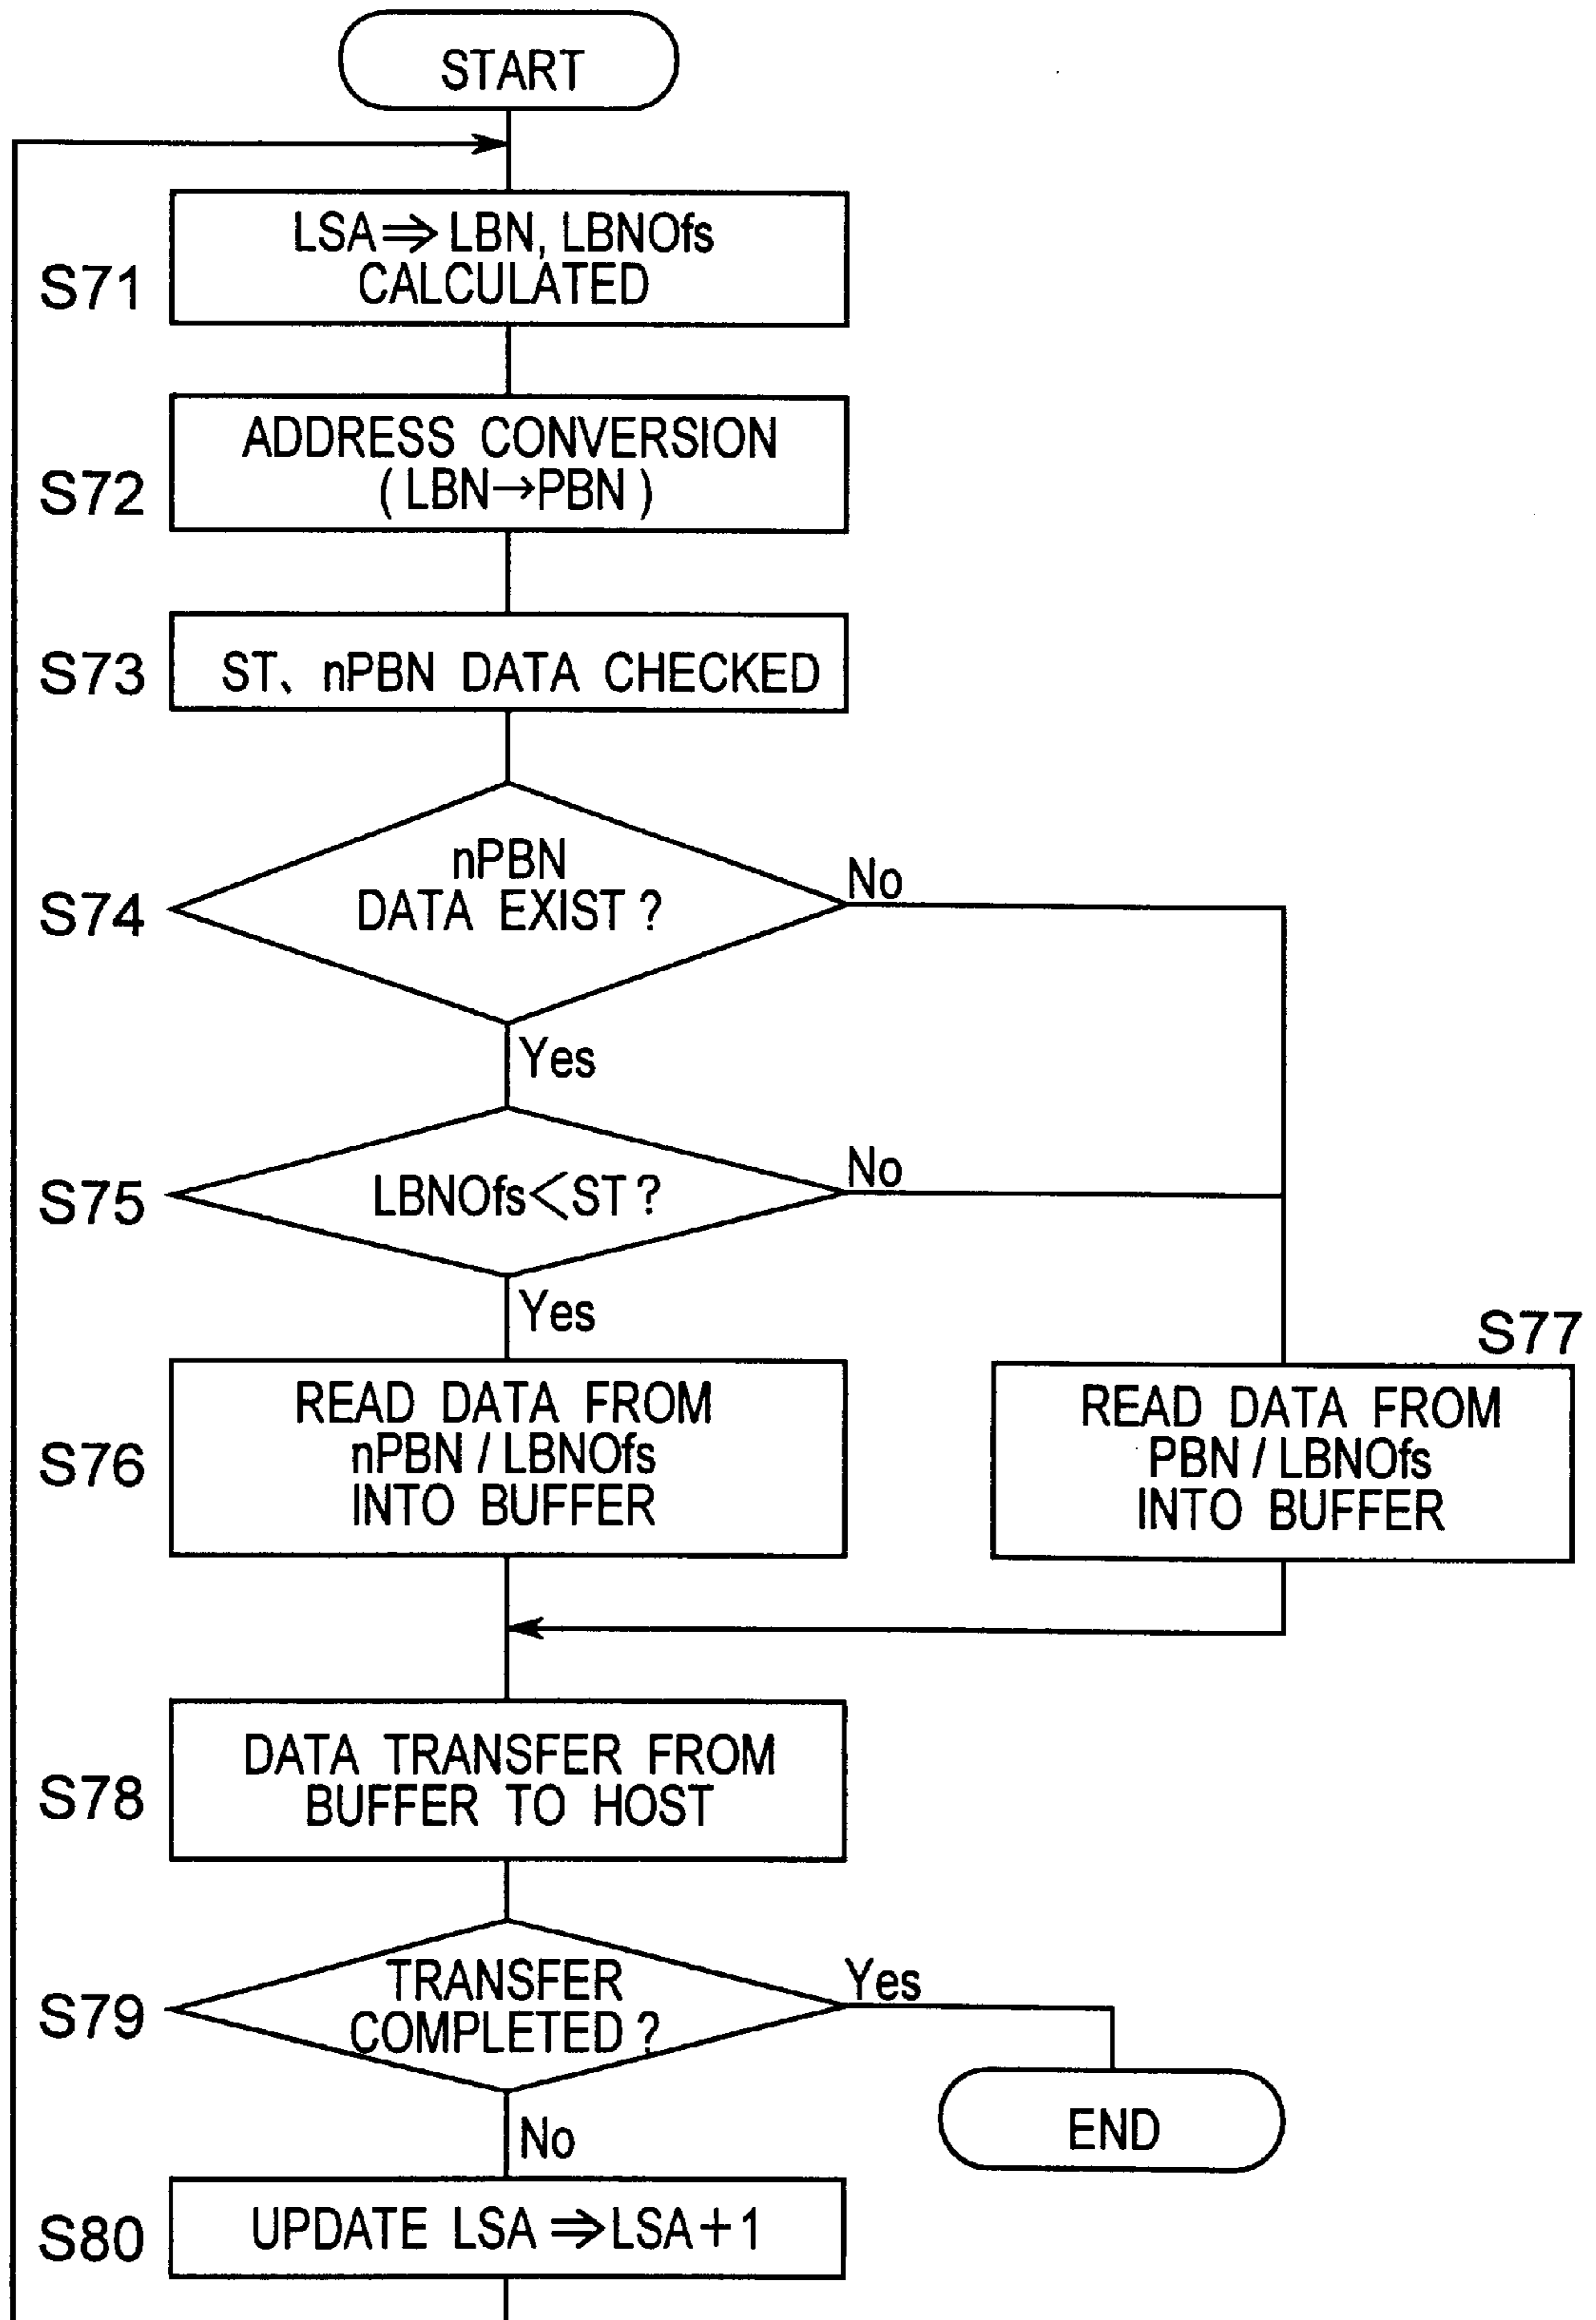 START
S71
LSA⇒LBN, LBNOfs
CALCULATED
S72
ADDRESS CONVERSION
(LBN→PBN)
S73
ST、nPBN DATA CHECKED
S74
nPBN
DATA EXIST?
No
Yes
S75
LBNOfs<ST?
No
Yes
S76
READ DATA FROM
nPBN / LBNOfs
INTO BUFFER
S77
READ DATA FROM
PBN / LBNOfs
INTO BUFFER
S78
DATA TRANSFER FROM
BUFFER TO HOST
S79
TRANSFER
COMPLETED?
Yes
END
No
S80
UPDATE LSA⇒LSA+1